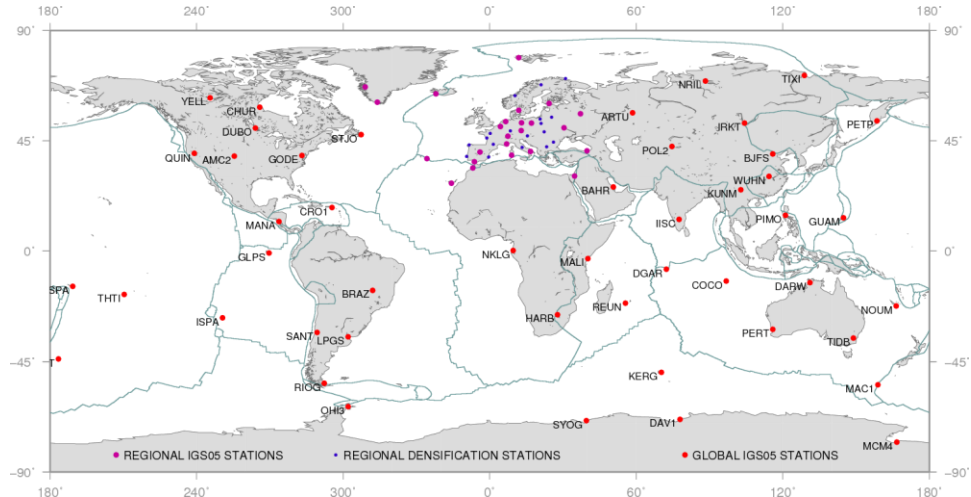 180˚ 240˚ 300˚ 0˚ 60˚ 120˚ 180˚
90˚ 90˚
TIXI
NRIL
YELL
CHUR
ARTU
PETP
DUBO
IRKT
STJO
45˚ 45˚
POL2
QUIN AMC2 GODE
BJFS
WUHN
BAHR
KUNM
CRO1
MANA
IISC
PIMO
GUAM
0˚ 0˚
GLPS
NKLG
MALI
DGAR
COCO
DARW
SPA
THTI
BRAZ
REUN
NOUM
ISPA
HARB
SANT
LPGS
PERT
TIDB
−45˚ −45˚
T
KERG
RIOG
MAC1
OHI3
SYOG
DAV1
MCM4
REGIONAL IGS05 STATIONS REGIONAL DENSIFICATION STATIONS GLOBAL IGS05 STATIONS
−90˚ −90˚
180˚ 240˚ 300˚ 0˚ 60˚ 120˚ 180˚